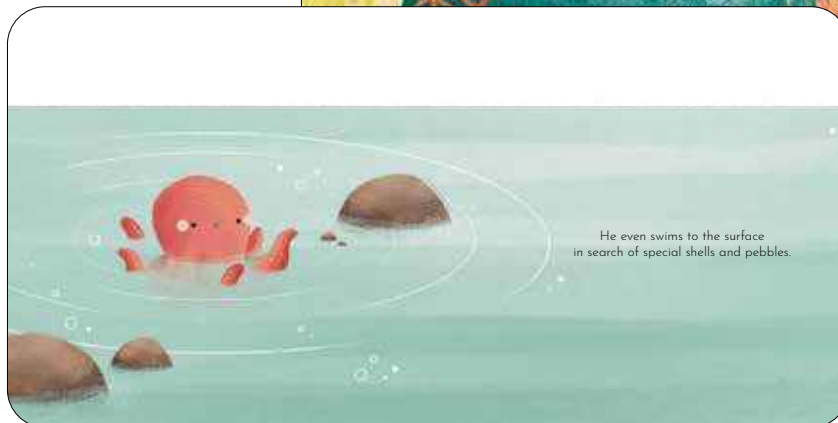 He even swims to the surface
in search of special shells and pebbles.